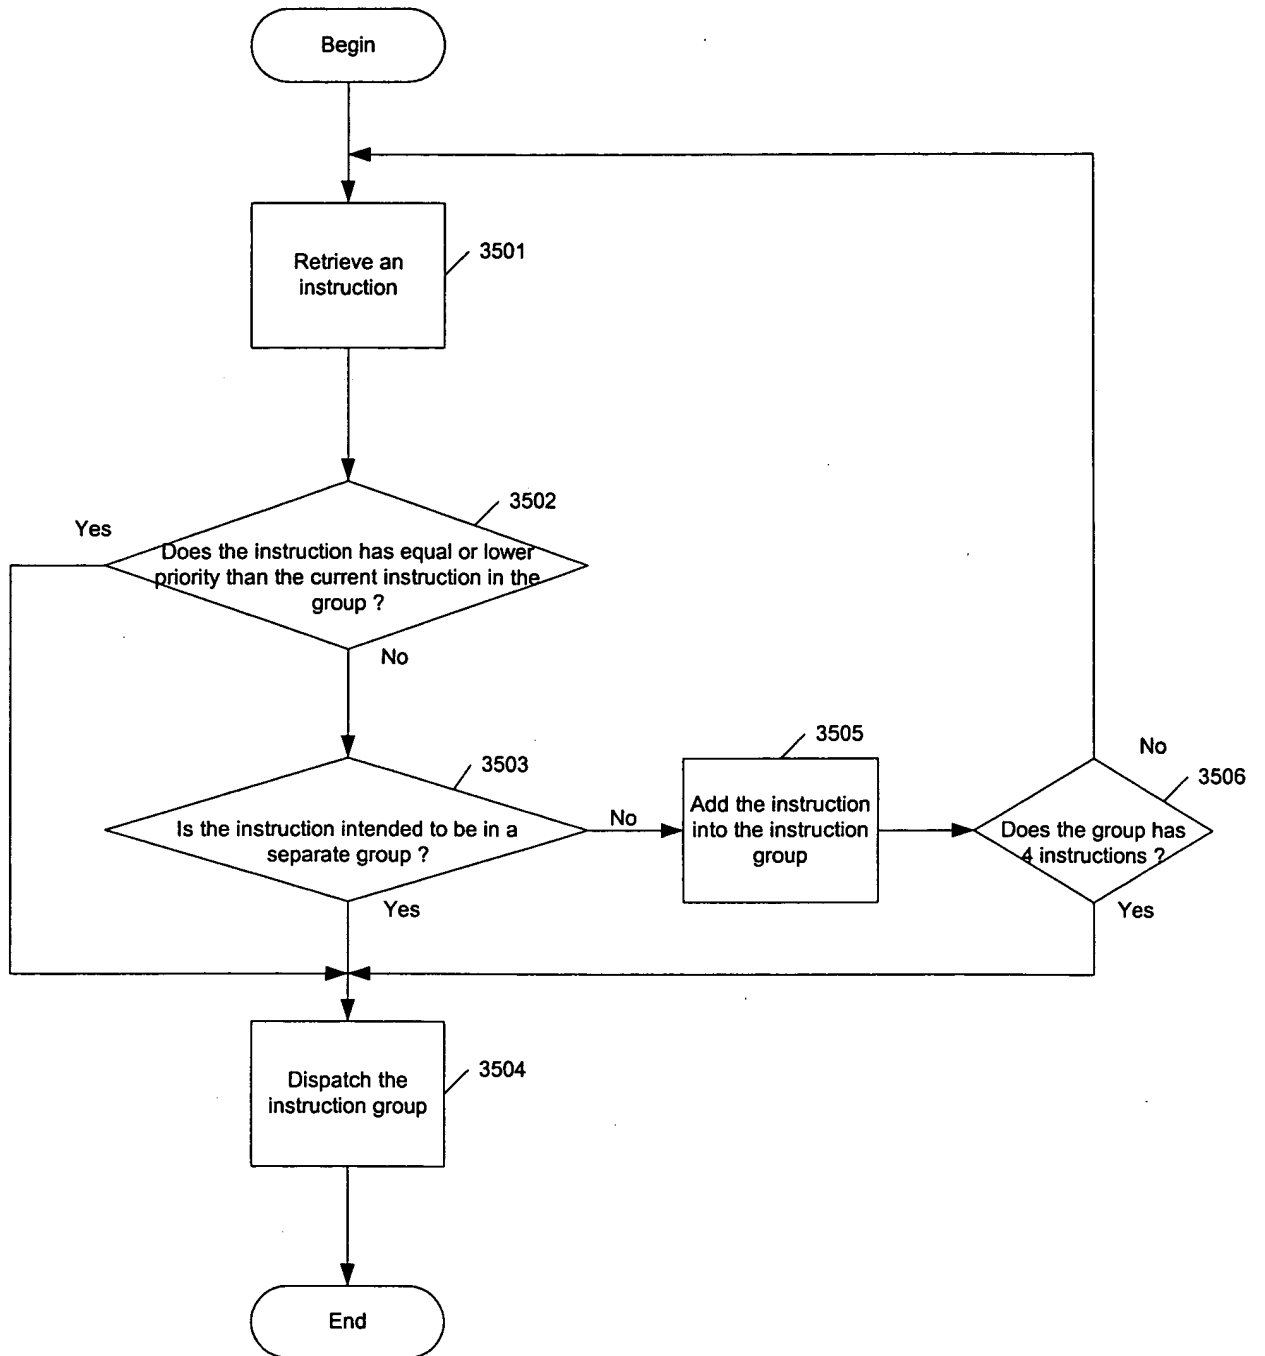 Begin
Retrieve an
instruction
3501
3502
Yes
Does the instruction has equal or lower
priority than the current instruction in the
group ?
No
3503
Is the instruction intended to be in a
separate group ?
No
Yes
3505
Add the instruction
into the instruction
group
No
3506
Does the group has
4 instructions ?
Yes
Dispatch the
instruction group
3504
End